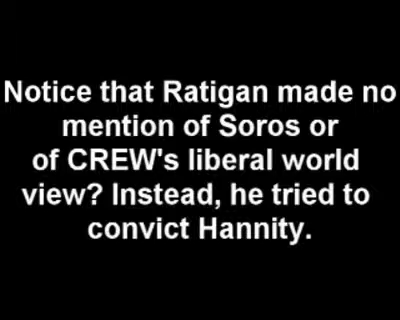 Notice that Ratigan made no
mention of Soros or
of CREW's liberal world
view? Instead, he tried to
convict Hannity.